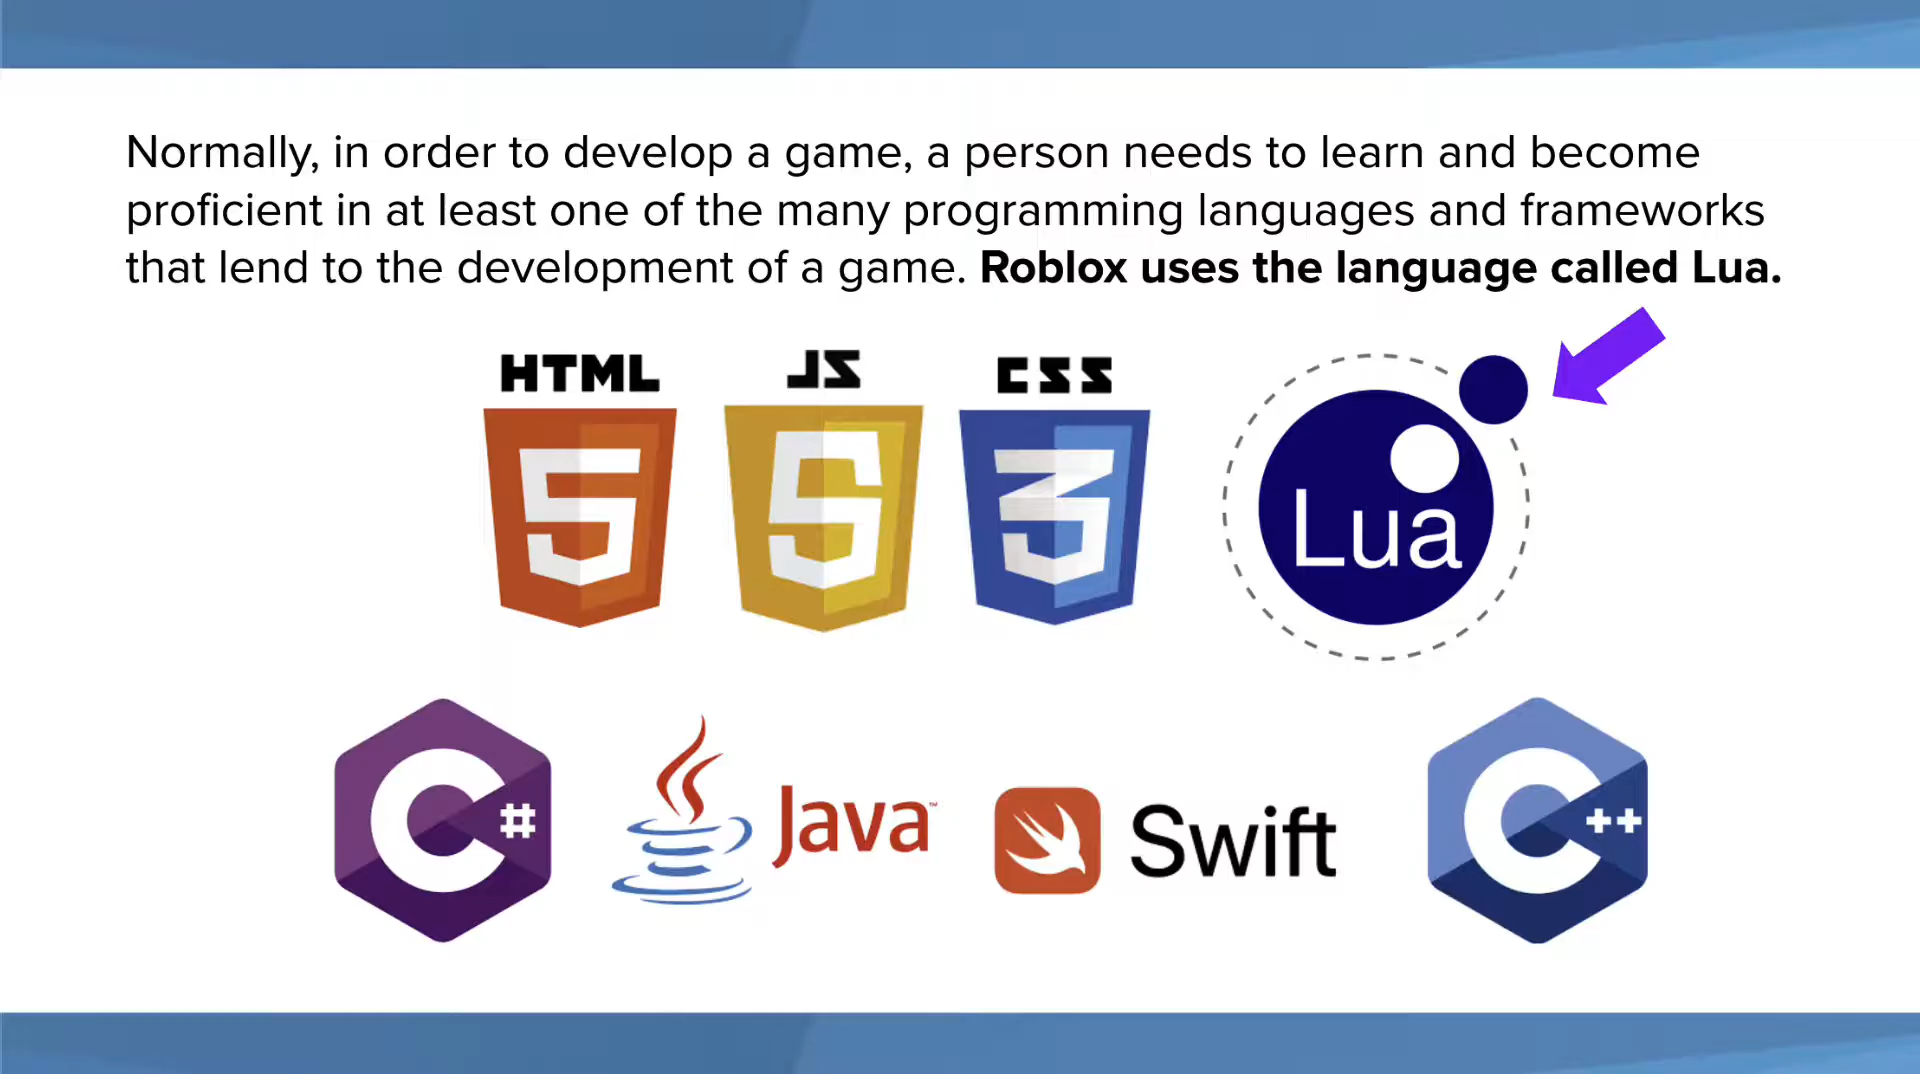 Normally, in order to develop a game, a person needs to learn and become
proficient in at least one of the many programming languages and frameworks
that lend to the development of a game. Roblox uses the language called Lua.
HTML JS CSS
5 5 3 Lua
C# Java™ Swift C++